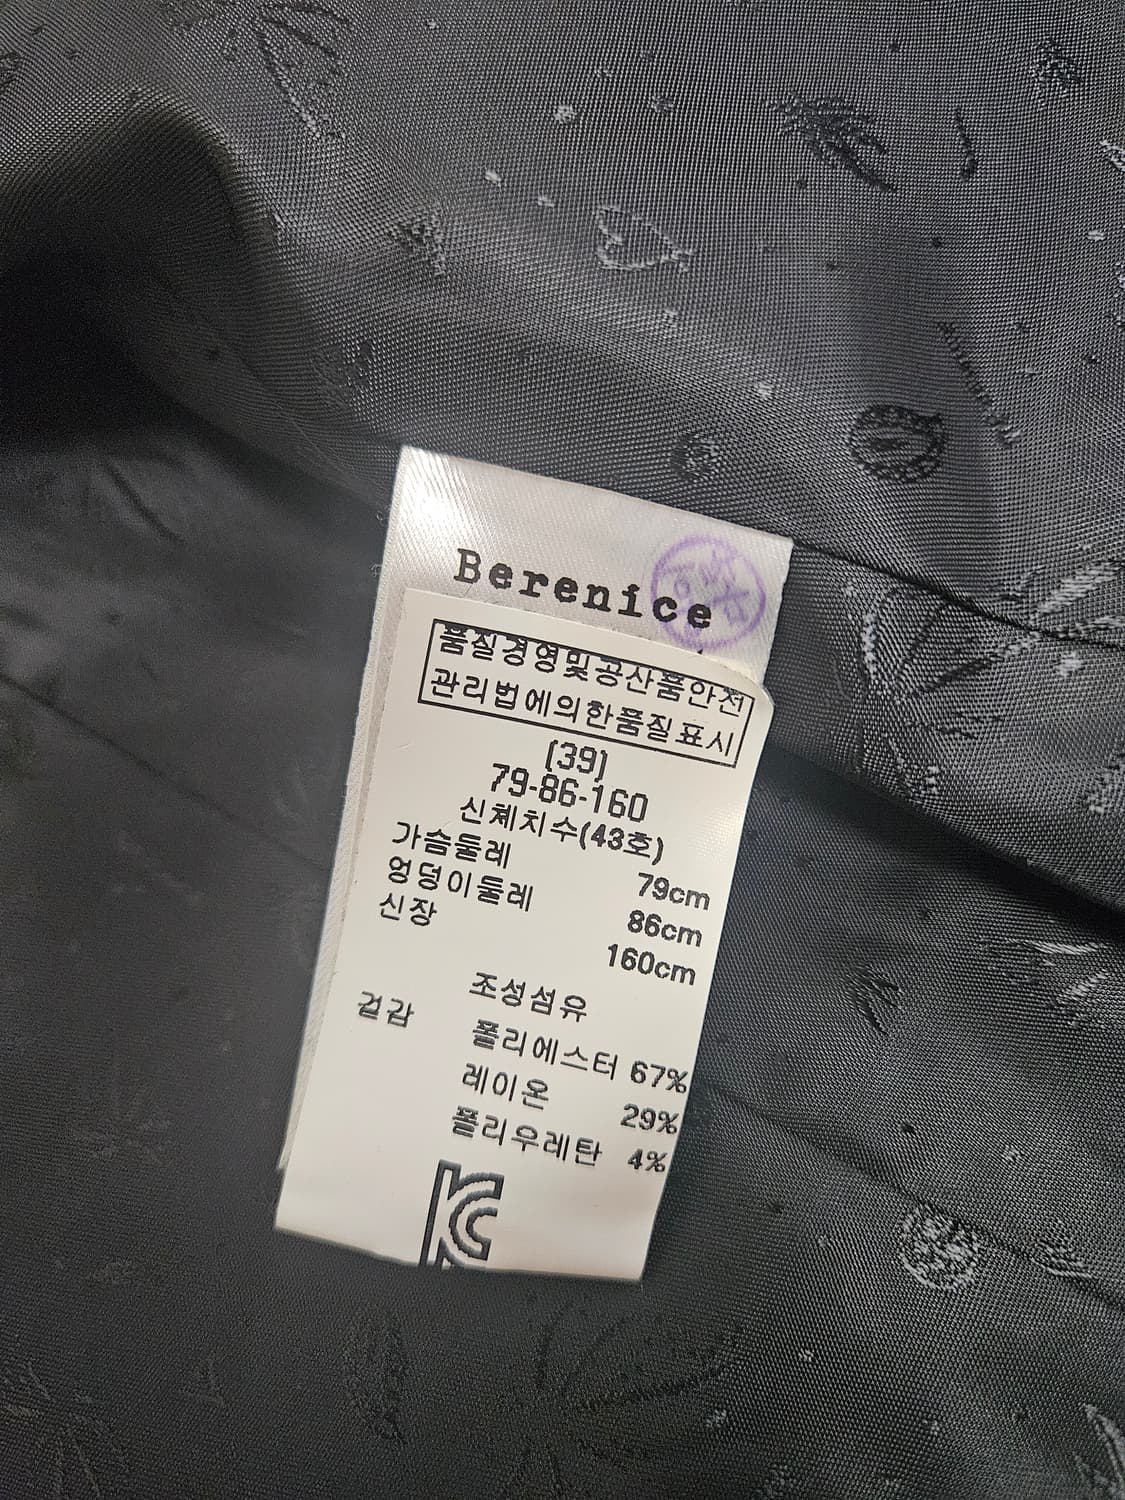 Berenice
품질경영및공산품안전
관리법에의한품질표시
(39)
79-86-160
신체치수(43호)
가슴둘레 79cm
엉덩이둘레 86cm
신장 160cm
조성섬유
겉감 폴리에스터 67%
레이온 29%
폴리우레탄 4%